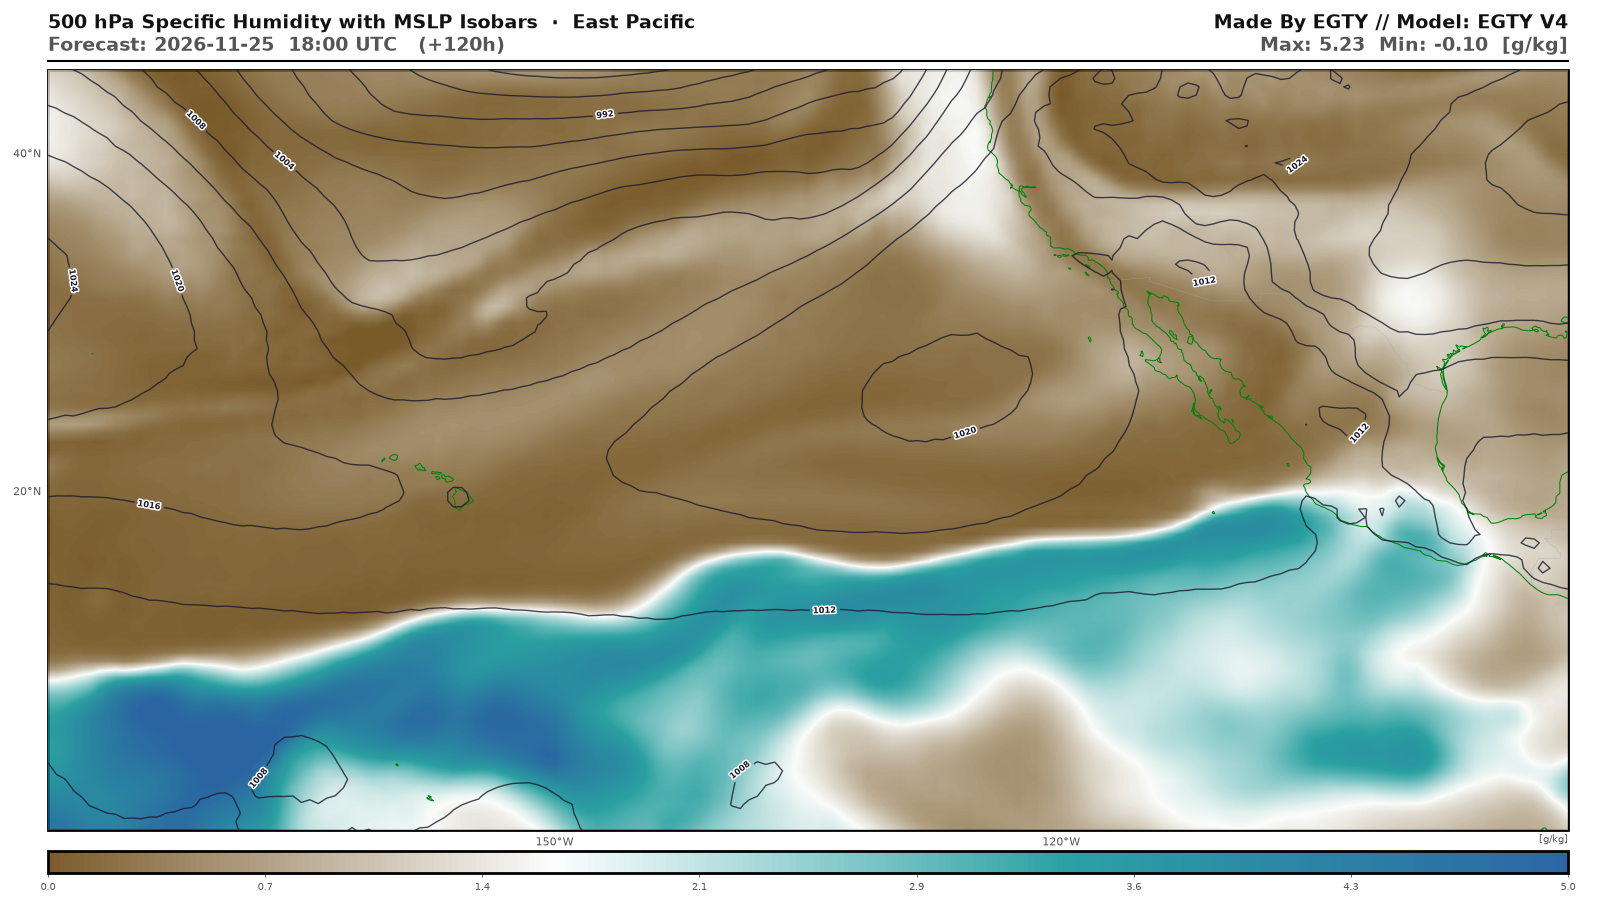 500 hPa Specific Humidity with MSLP Isobars · East Pacific
Made By EGTY // Model: EGTY V4
Forecast: 2026-11-25 18:00 UTC (+120h)
Max: 5.23 Min: -0.10 [g/kg]
1008
992
40°N
1004
1024
1024
1020
1012
1020
1012
20°N
1016
1012
1008
1008
150°W
120°W
[g/kg]
0.0
0.7
1.4
2.1
2.9
3.6
4.3
5.0